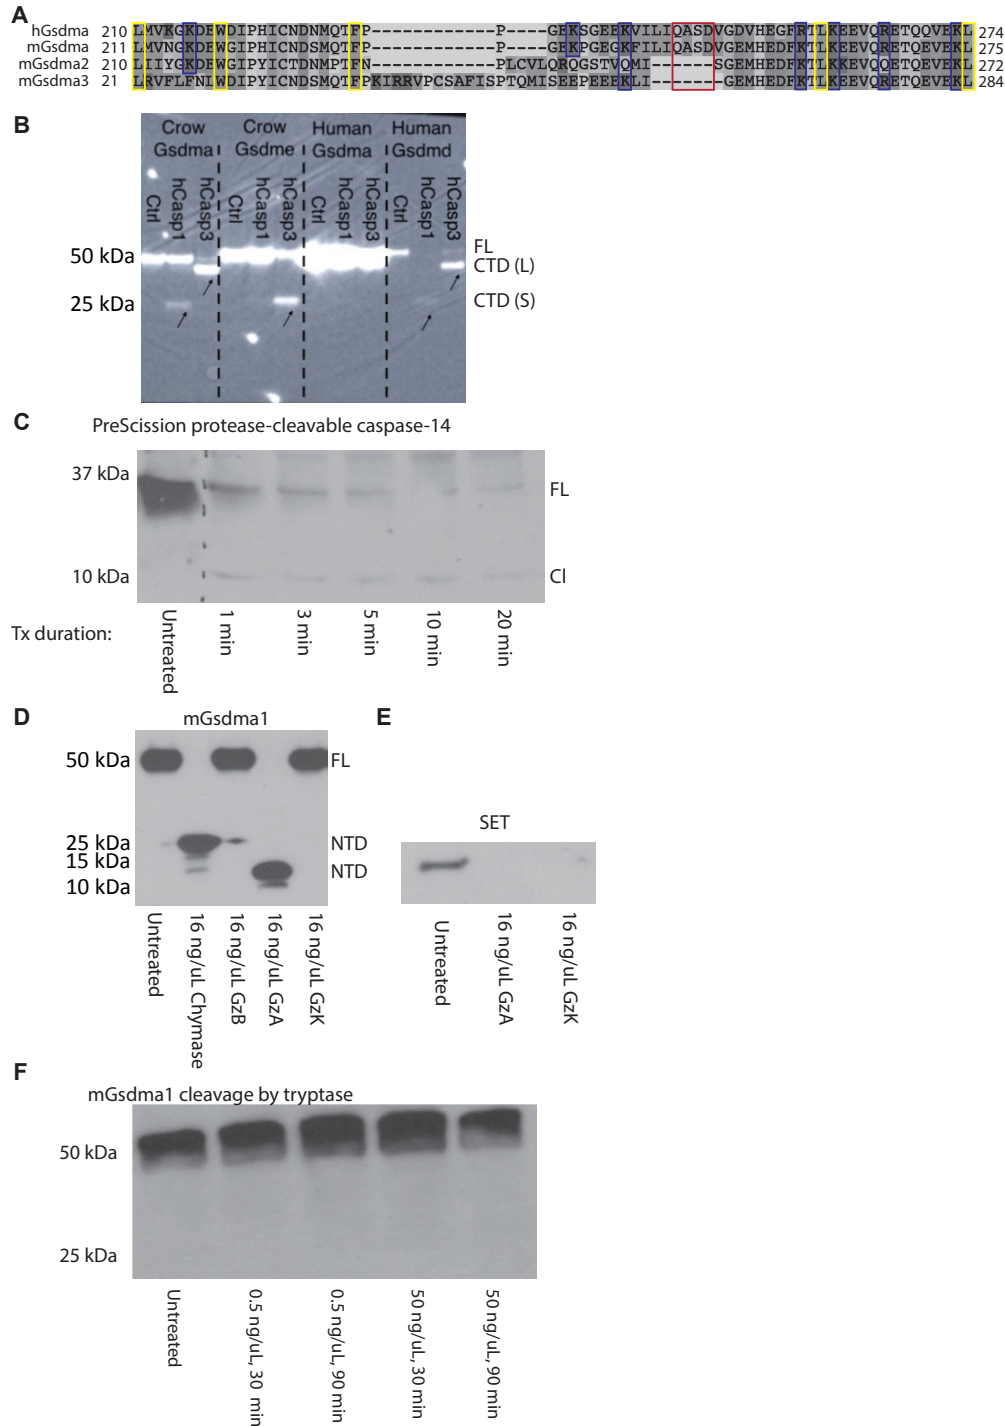 A
hGsdma 210 LMVKGKDEWDIPHICNDNMQTFP------------P----GEKSGEEKVILIQASDVGDVHEGFRTLKEEVQRETQQVEKL 274
mGsdma 211 LMVNGKDEWGIPHICNDSMQTFP------------P----GEKPGEGKVILIQASDVGEMHEDFKTLKEEVQRETQEVEKL 275
mGsdma2 210 LIIYGKDEWGIPYICTDNMQTFN------------PLCVLQRQGSTVQMI------SGEMHEDFKTLKEEVQQETQEVEKL 272
mGsdma3 21 LRVFLFNIWDIPYICNDSMQTFPKIRRVPCSAFISPTQMISEEPEEEKLI-------GEMHEDFKTLKEEVQRETQEVEKL 284
B
Crow Gsdma
Crow Gsdme
Human Gsdma
Human Gsdmd
Ctrl hCasp1 hCasp3 Ctrl hCasp1 hCasp3 Ctrl hCasp1 hCasp3 Ctrl hCasp1 hCasp3
50 kDa
25 kDa
FL
CTD (L)
CTD (S)
C
PreScission protease-cleavable caspase-14
37 kDa
10 kDa
FL
Cl
Tx duration:
Untreated
1 min
3 min
5 min
10 min
20 min
D
mGsdma1
50 kDa
25 kDa
15 kDa
10 kDa
FL
NTD
NTD
Untreated
16 ng/uL Chymase
16 ng/uL GzB
16 ng/uL GzA
16 ng/uL GzK
E
SET
Untreated
16 ng/uL GzA
16 ng/uL GzK
F
mGsdma1 cleavage by tryptase
50 kDa
25 kDa
Untreated
0.5 ng/uL, 30 min
0.5 ng/uL, 90 min
50 ng/uL, 30 min
50 ng/uL, 90 min